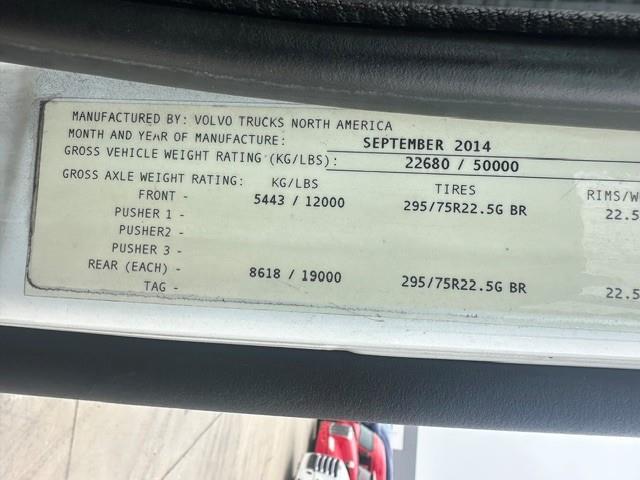 MANUFACTURED BY: VOLVO TRUCKS NORTH AMERICA
MONTH AND YEAR OF MANUFACTURE: SEPTEMBER 2014
GROSS VEHICLE WEIGHT RATING (KG/LBS): 22680 / 50000
GROSS AXLE WEIGHT RATING: KG/LBS TIRES RIMS/W
FRONT - 5443 / 12000 295/75R22.5G BR 22.5
PUSHER 1 -
PUSHER2 -
PUSHER 3 -
REAR (EACH) - 8618 / 19000 295/75R22.5G BR 22.5
TAG -